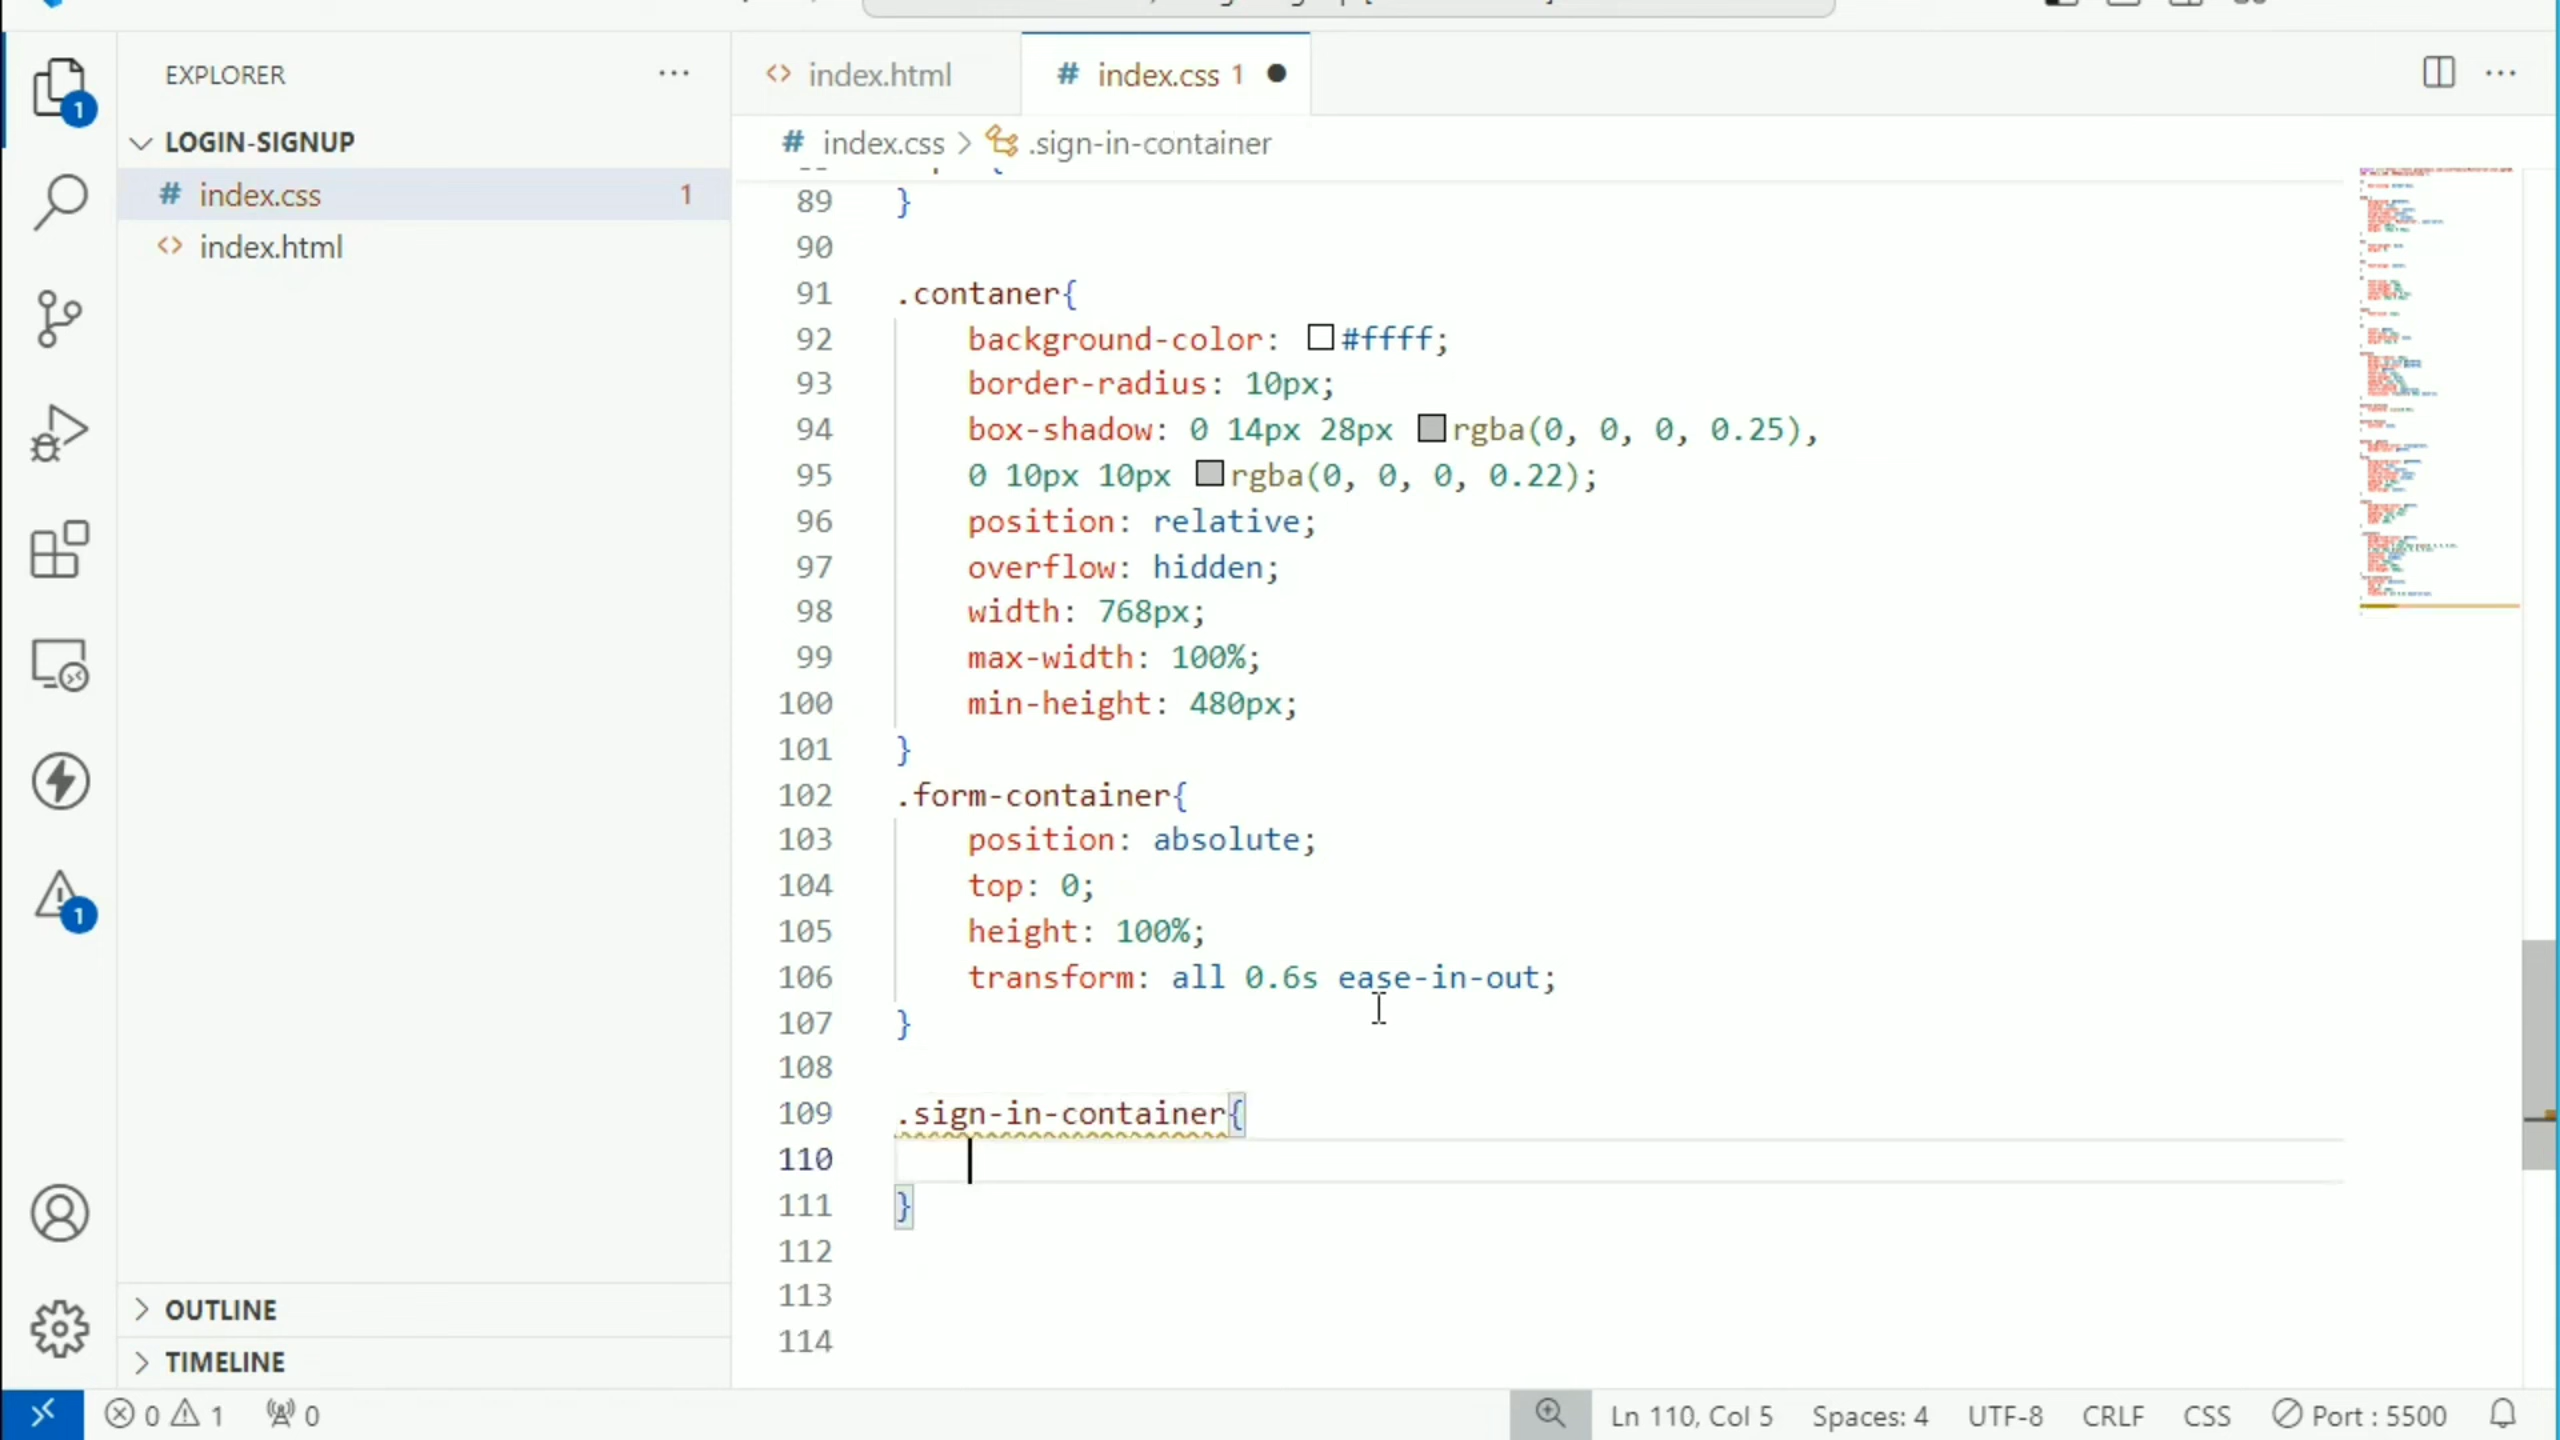 EXPLORER
LOGIN-SIGNUP
index.css 1
index.html
OUTLINE
TIMELINE
index.html
index.css 1
index.css > .sign-in-container
89 }
90
91 .contaner{
92 background-color: #ffff;
93 border-radius: 10px;
94 box-shadow: 0 14px 28px rgba(0, 0, 0, 0.25),
95 0 10px 10px rgba(0, 0, 0, 0.22);
96 position: relative;
97 overflow: hidden;
98 width: 768px;
99 max-width: 100%;
100 min-height: 480px;
101 }
102 .form-container{
103 position: absolute;
104 top: 0;
105 height: 100%;
106 transform: all 0.6s ease-in-out;
107 }
108
109 .sign-in-container{
110
111 }
112
113
114
1
1
0 1 0
Ln 110, Col 5 Spaces: 4 UTF-8 CRLF CSS Port : 5500